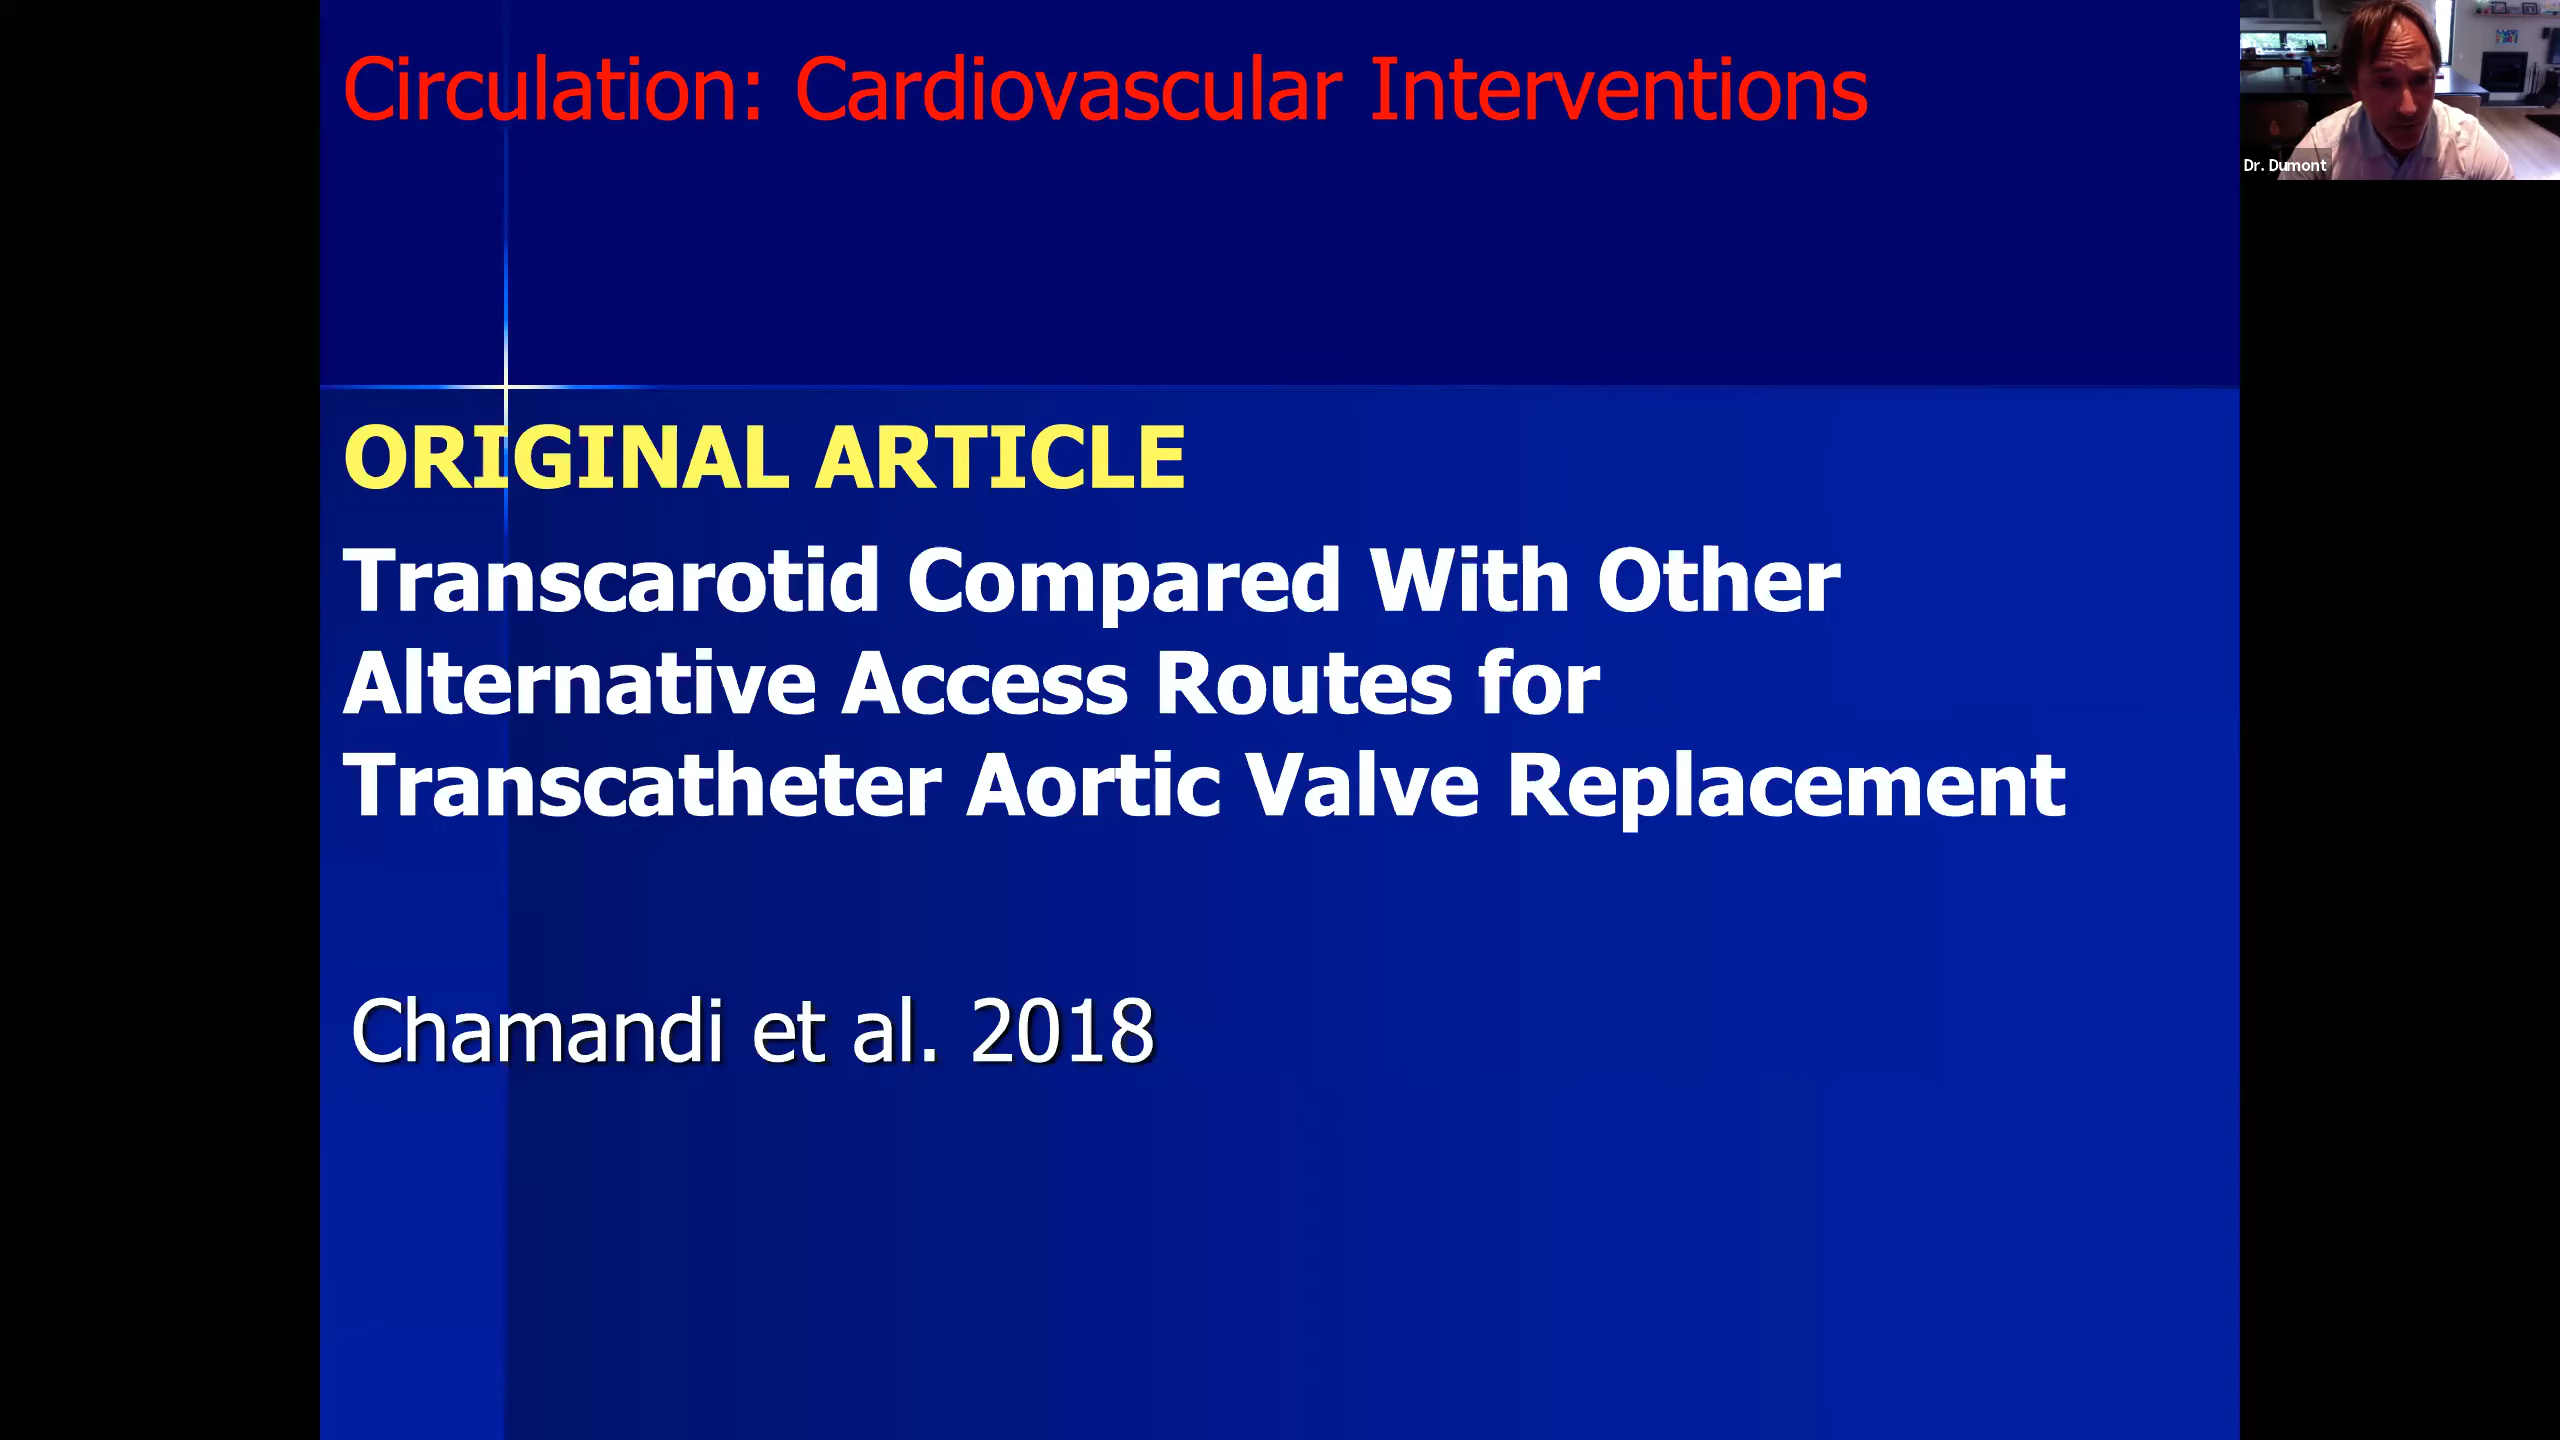 Circulation: Cardiovascular Interventions
Dr. Dumont
ORIGINAL ARTICLE
Transcarotid Compared With Other
Alternative Access Routes for
Transcatheter Aortic Valve Replacement
Chamandi et al. 2018